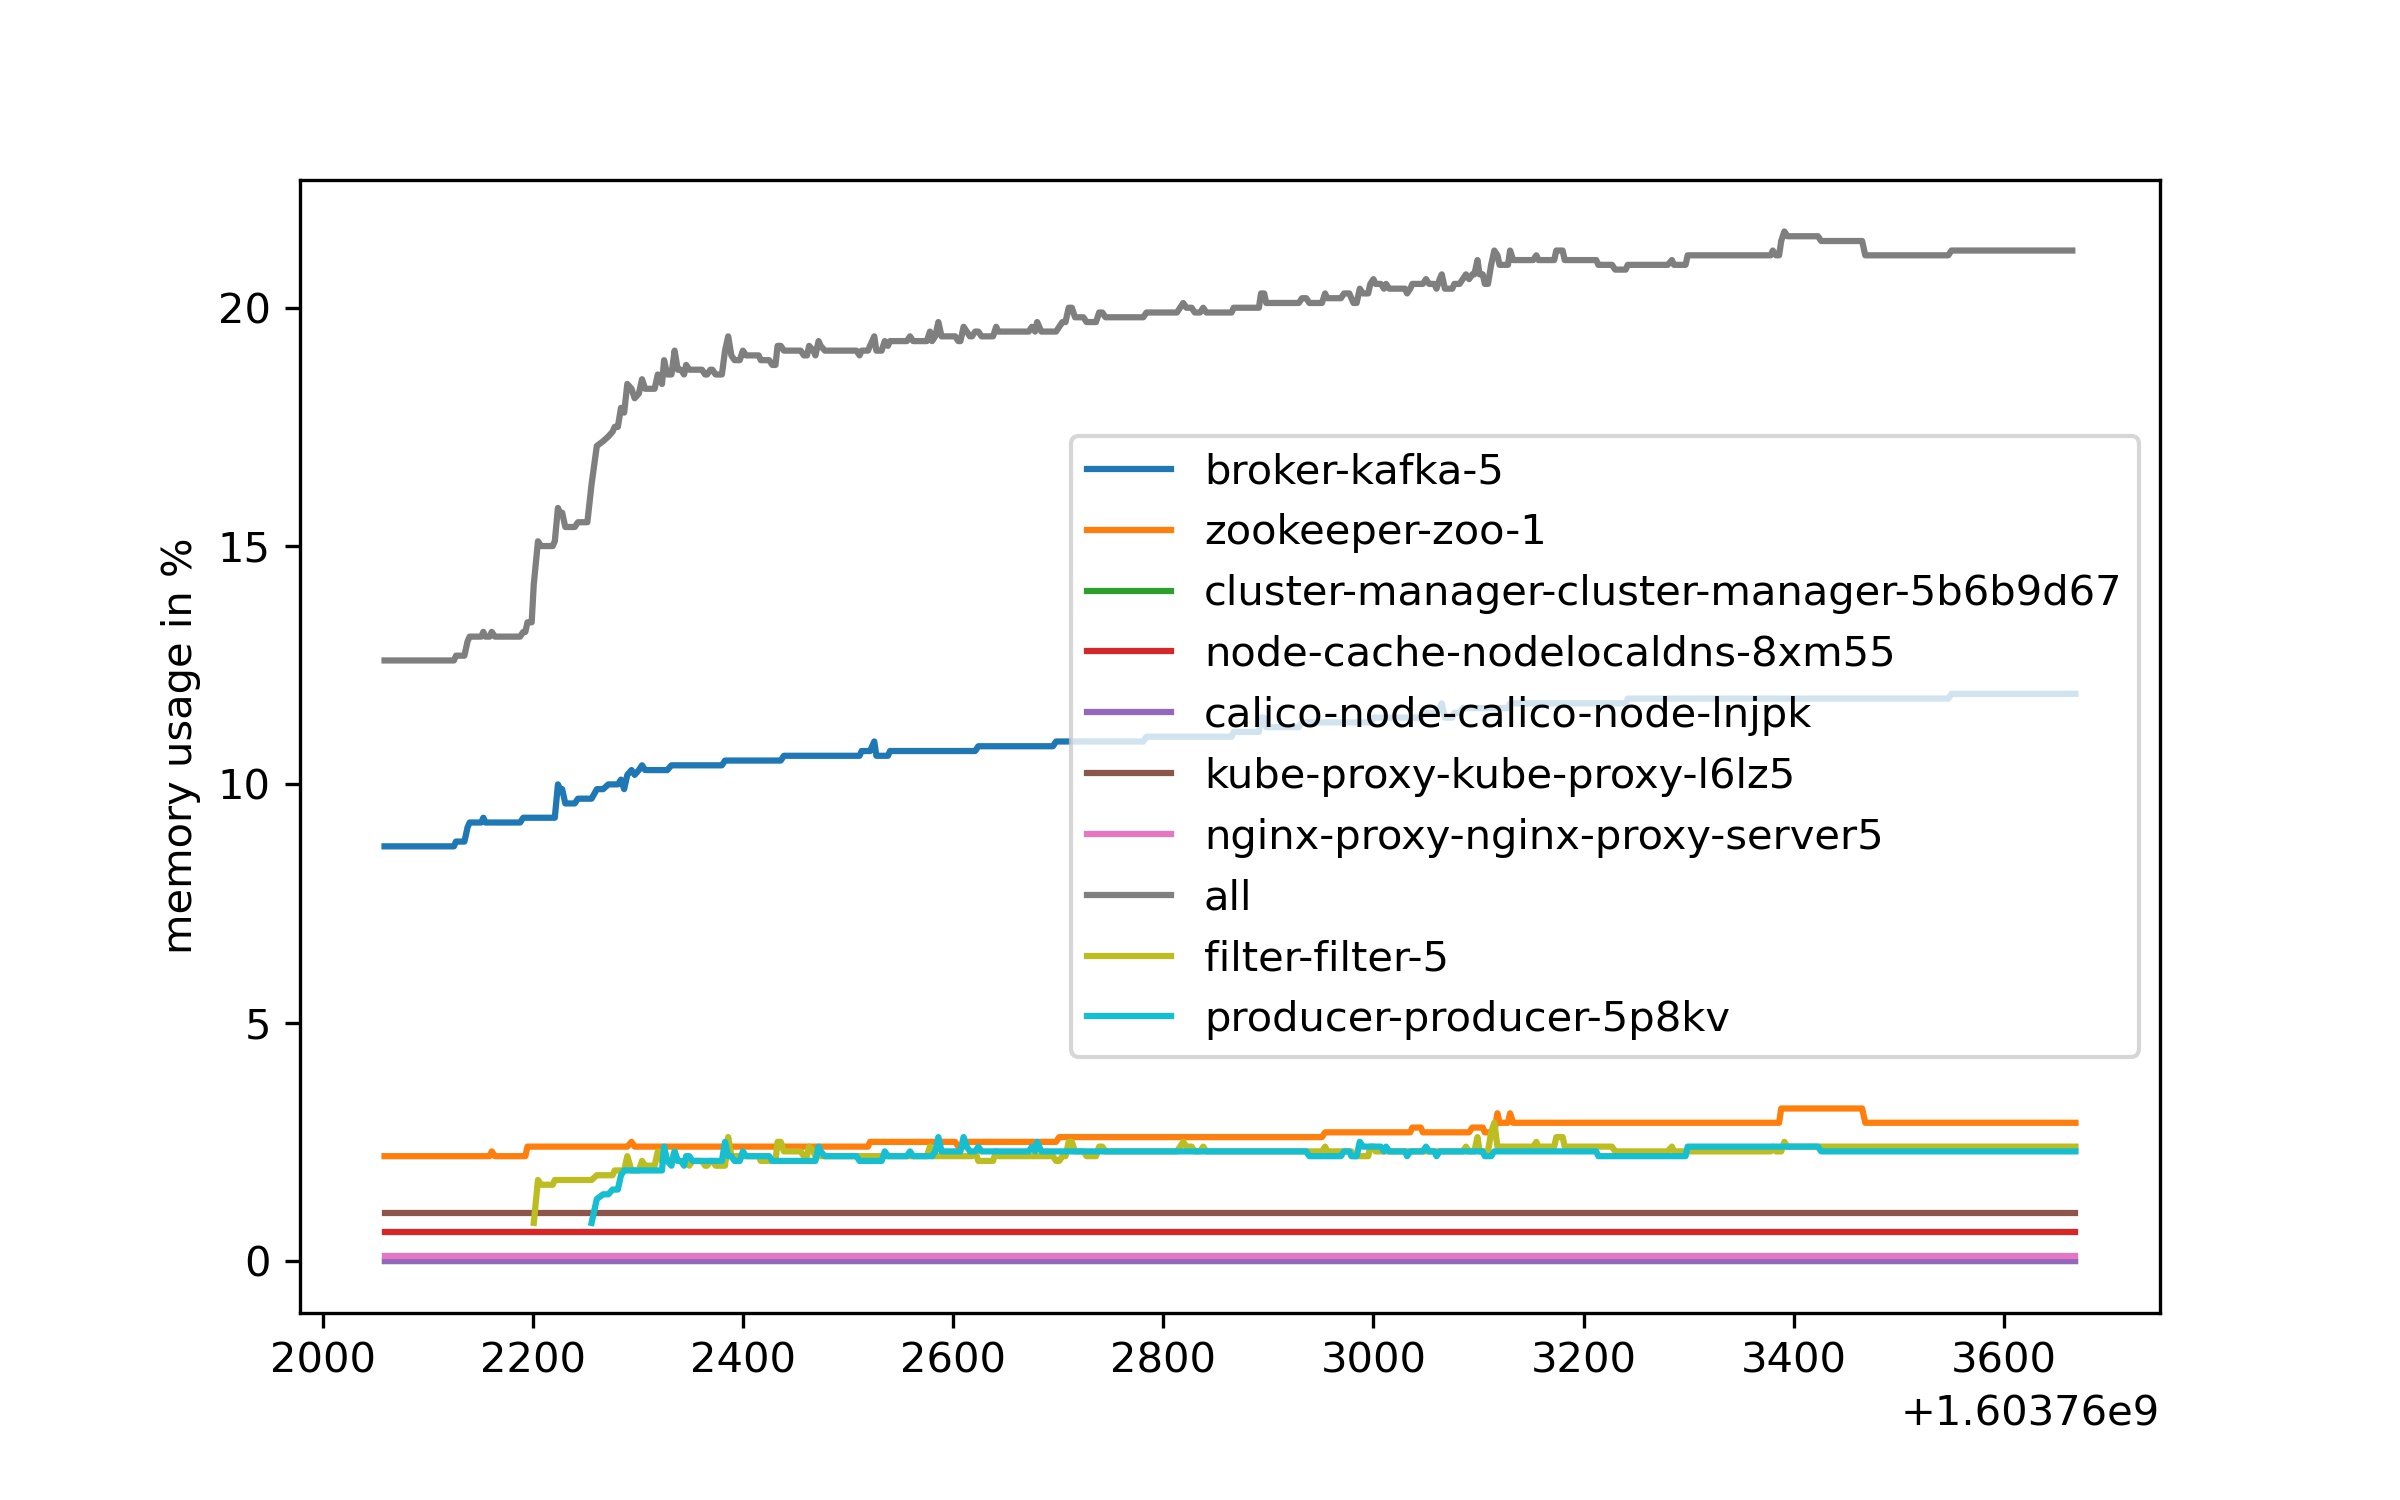 memory usage in %
20
15
10
5
0
broker-kafka-5
zookeeper-zoo-1
cluster-manager-cluster-manager-5b6b9d67
node-cache-nodelocaldns-8xm55
calico-node-calico-node-lnjpk
kube-proxy-kube-proxy-l6lz5
nginx-proxy-nginx-proxy-server5
all
filter-filter-5
producer-producer-5p8kv
2000 2200 2400 2600 2800 3000 3200 3400 3600
+1.60376e9